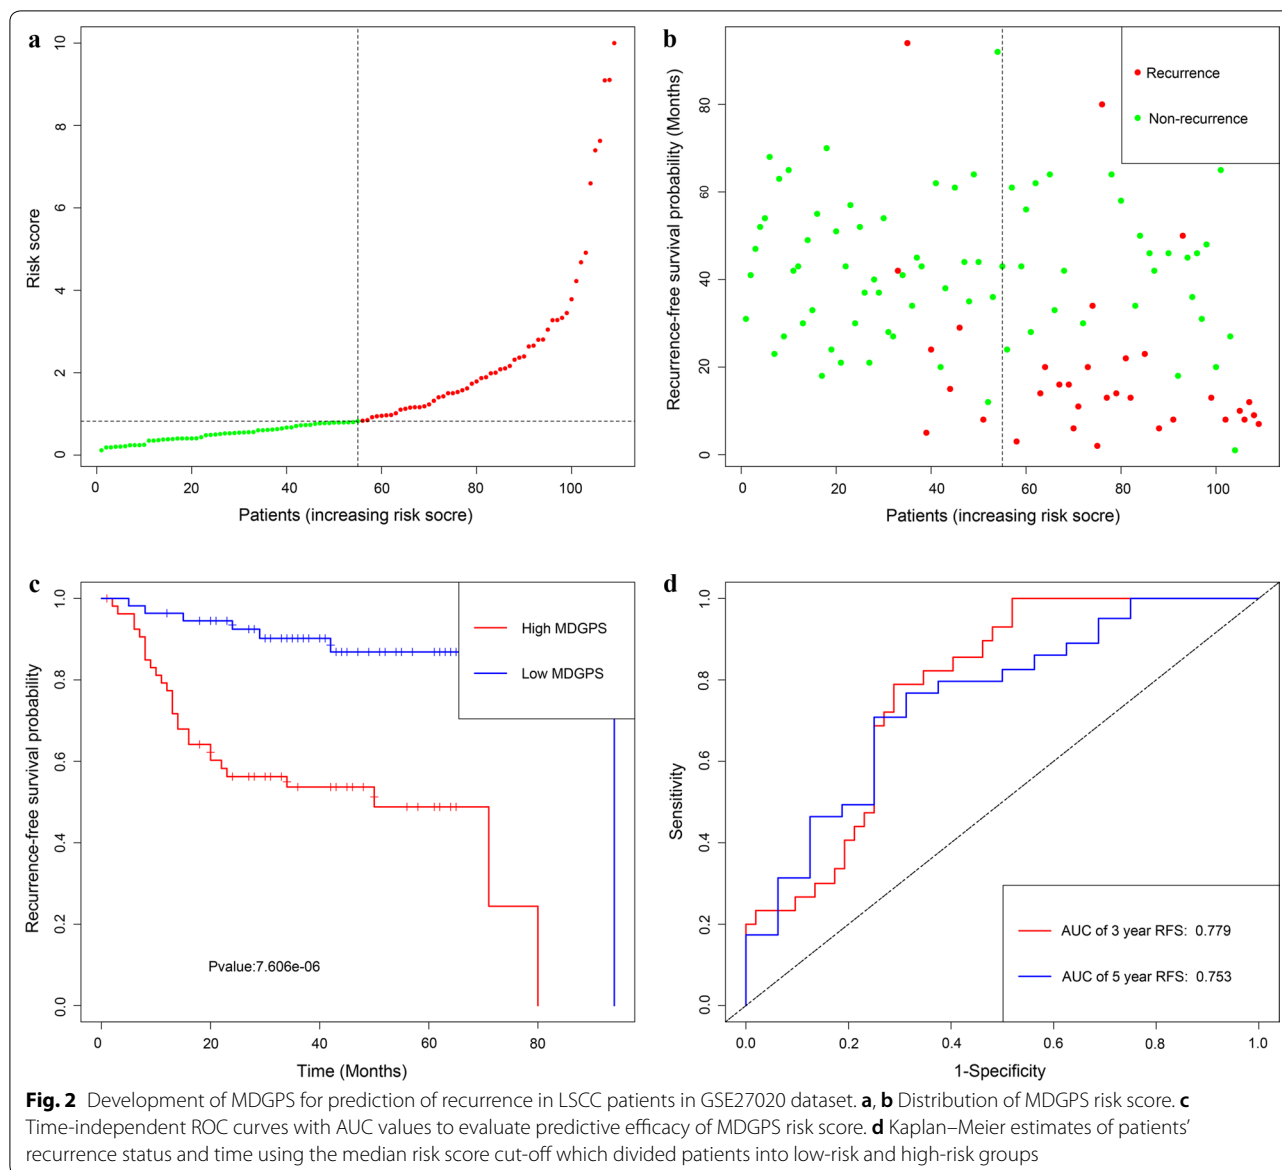 a
10
8
6
4
2
0
Risk score
0 20 40 60 80 100
Patients (increasing risk socre)
b
Recurrence
Non-recurrence
80
60
40
20
0
Recurrence-free survival probability (Months)
0 20 40 60 80 100
Patients (increasing risk socre)
c
High MDGPS
Low MDGPS
1.0
0.8
0.6
0.4
0.2
0.0
Recurrence-free survival probability
Pvalue:7.606e-06
0 20 40 60 80
Time (Months)
d
1.0
0.8
0.6
0.4
0.2
0.0
Sensitivity
AUC of 3 year RFS: 0.779
AUC of 5 year RFS: 0.753
0.0 0.2 0.4 0.6 0.8 1.0
1-Specificity
Fig. 2 Development of MDGPS for prediction of recurrence in LSCC patients in GSE27020 dataset. a, b Distribution of MDGPS risk score. c
Time-independent ROC curves with AUC values to evaluate predictive efficacy of MDGPS risk score. d Kaplan–Meier estimates of patients'
recurrence status and time using the median risk score cut-off which divided patients into low-risk and high-risk groups